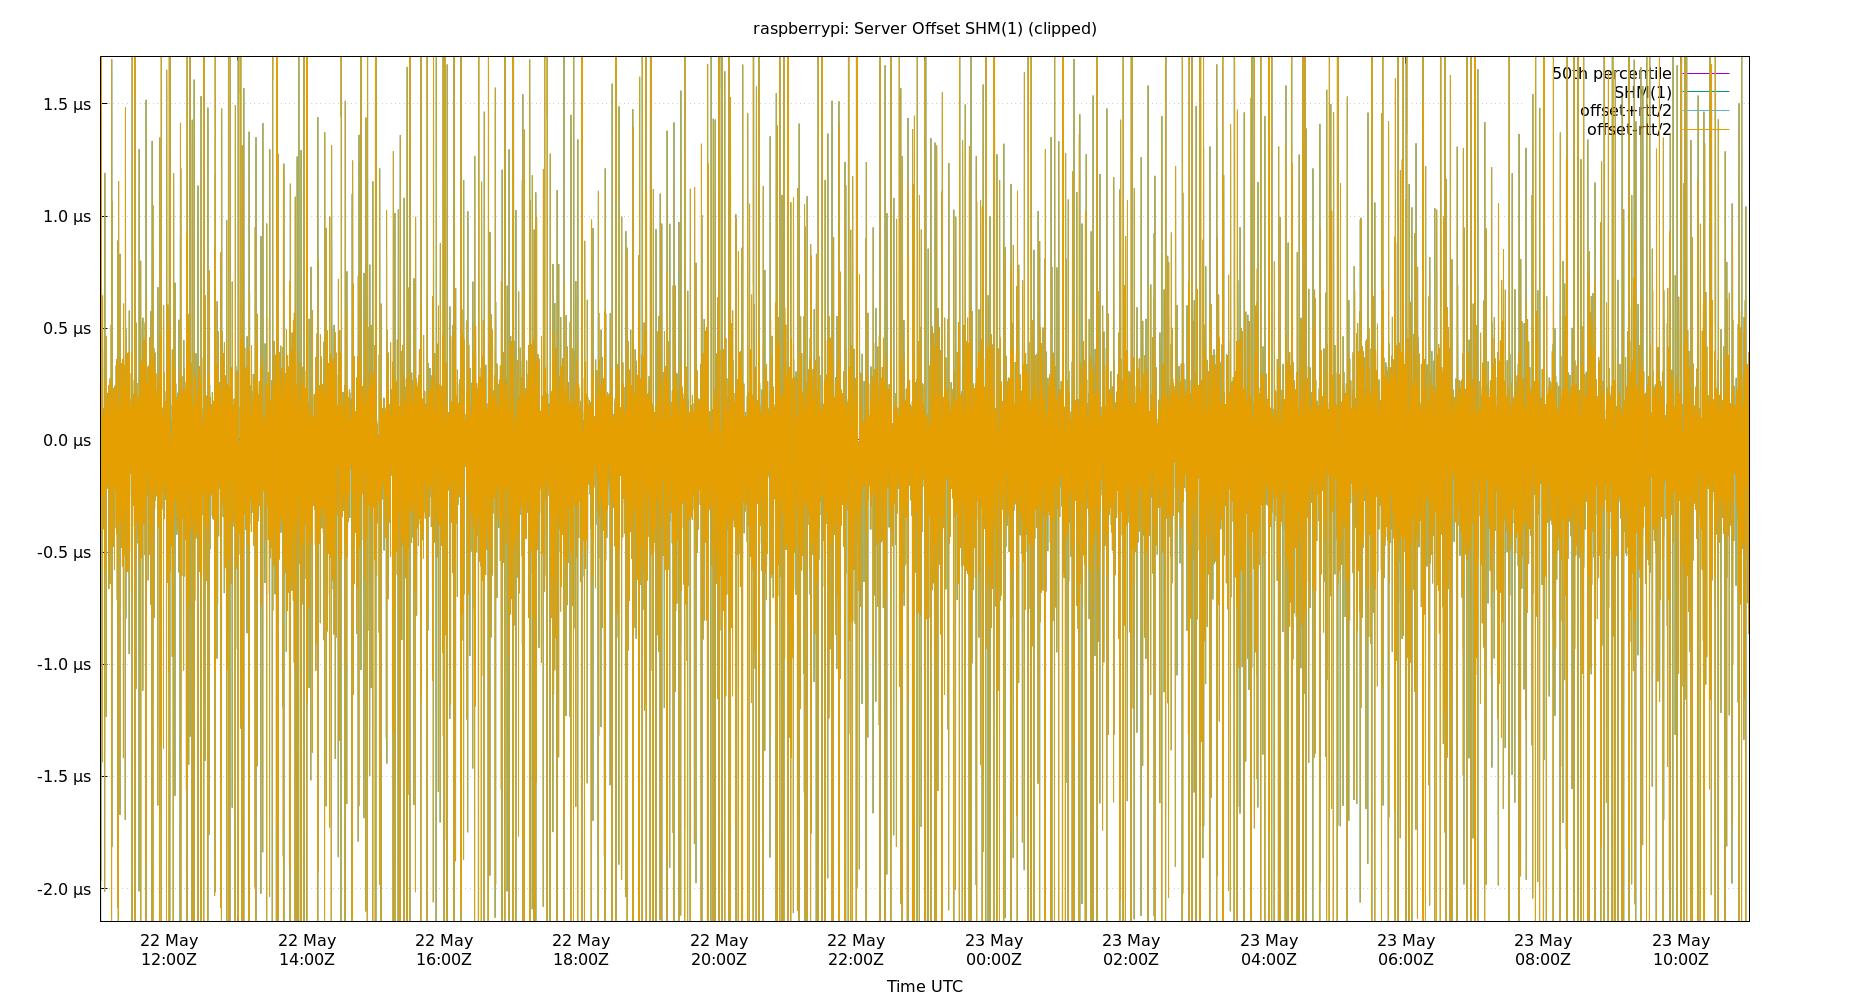 raspberrypi: Server Offset SHM(1) (clipped)
50th percentile
SHM(1)
offset+rtt/2
offset-rtt/2
1.5 µs
1.0 µs
0.5 µs
0.0 µs
-0.5 µs
-1.0 µs
-1.5 µs
-2.0 µs
22 May 22 May 22 May 22 May 22 May 22 May 23 May 23 May 23 May 23 May 23 May 23 May
12:00Z 14:00Z 16:00Z 18:00Z 20:00Z 22:00Z 00:00Z 02:00Z 04:00Z 06:00Z 08:00Z 10:00Z
Time UTC